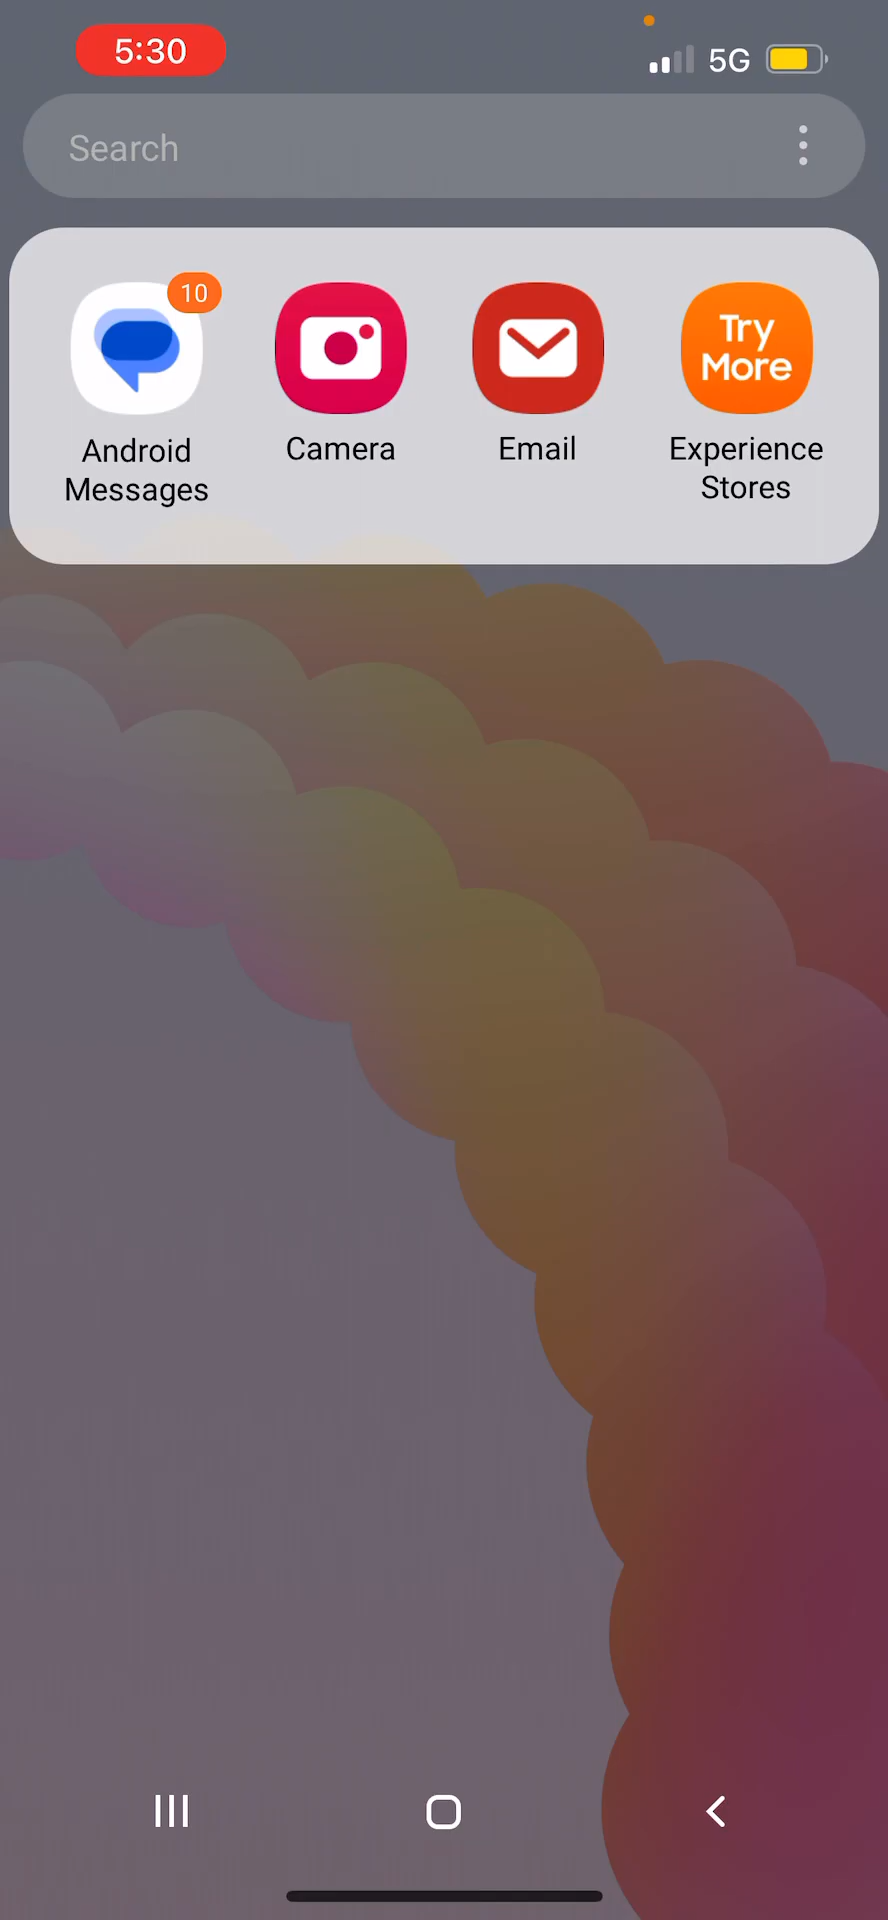 5:30
5G
Search
10
Try
More
Android
Messages
Camera
Email
Experience
Stores